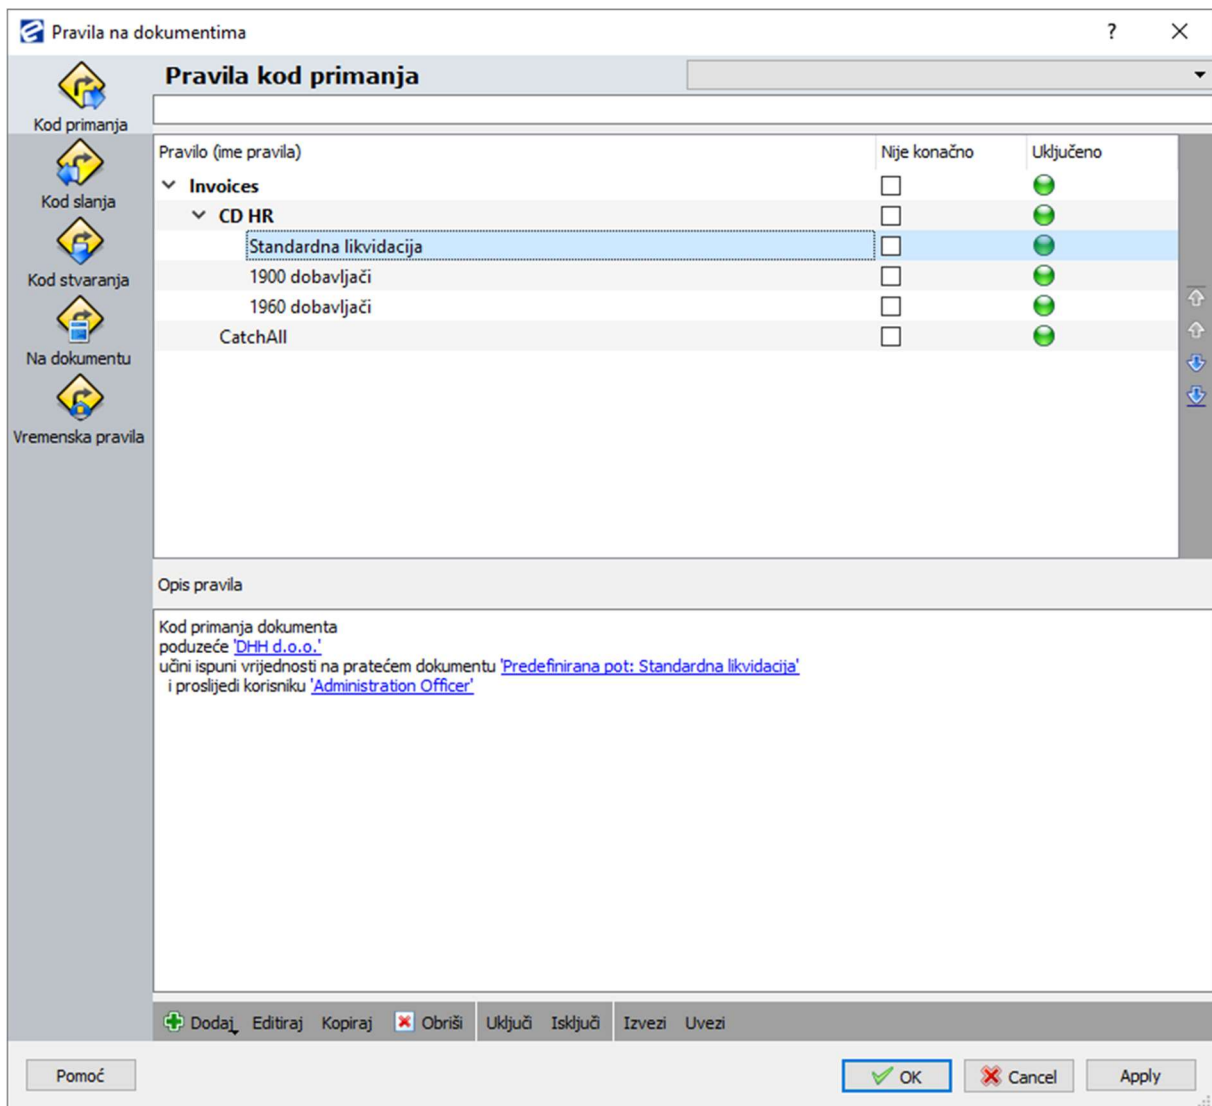 Pravila na dokumentima
?
Pravila kod primanja
Kod primanja
Kod slanja
Kod stvaranja
Na dokumentu
Vremenska pravila
Pravilo (ime pravila) Nije konačno Uključeno
Invoices
CD HR
Standardna likvidacija
1900 dobavljači
1960 dobavljači
CatchAll
Opis pravila
Kod primanja dokumenta
poduzeće 'DHH d.o.o.'
učini ispuni vrijednosti na pratećem dokumentu 'Predefinirana pot: Standardna likvidacija'
i proslijedi korisniku 'Administration Officer'
Dodaj Editiraj Kopiraj Obriši Uključi Isključi Izvezi Uvezi
Pomoć OK Cancel Apply